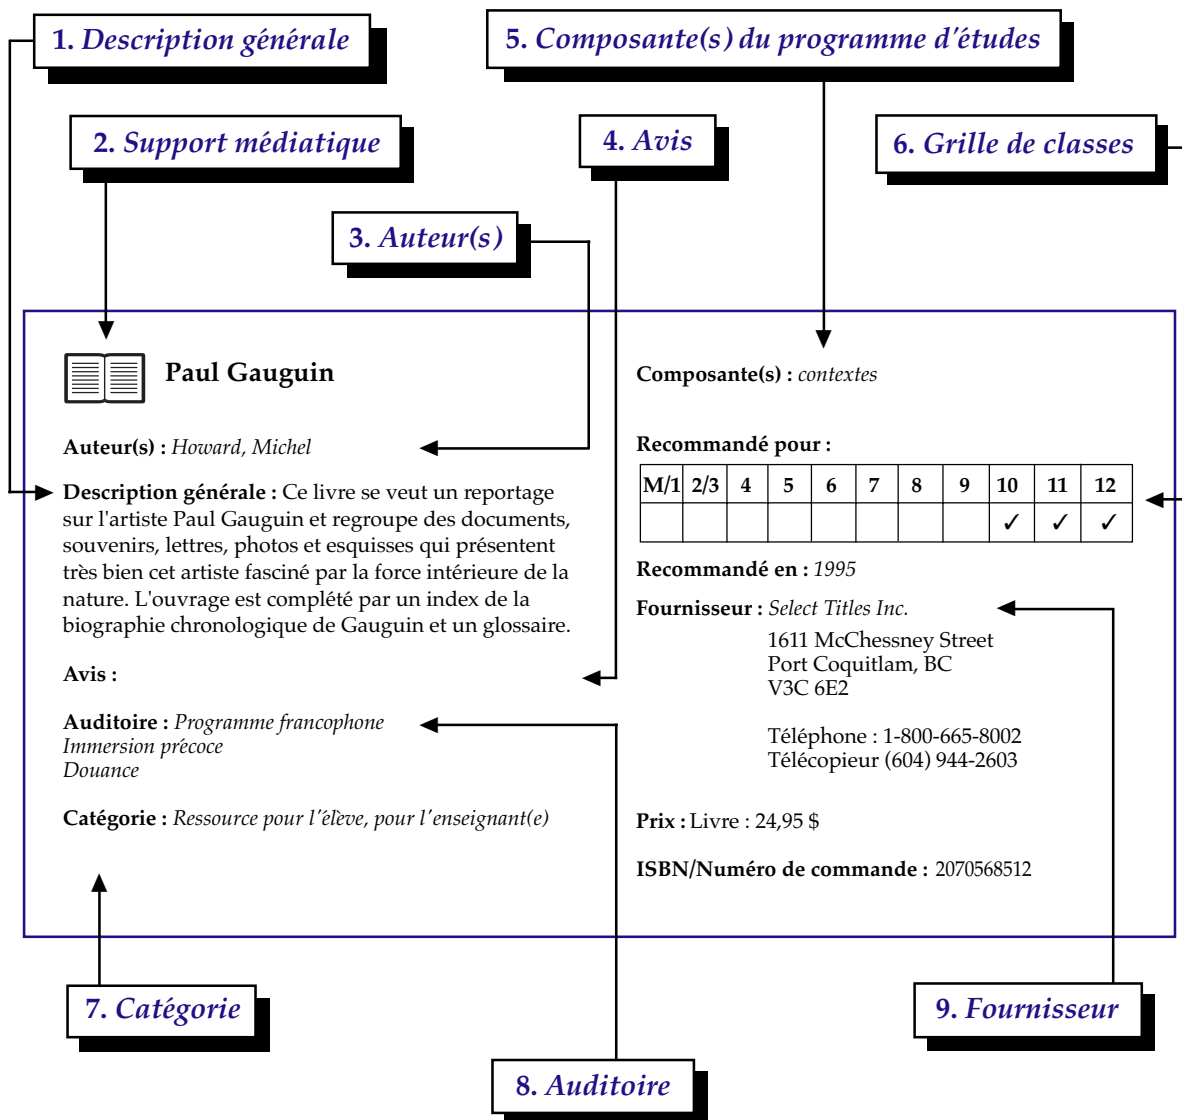 1. Description générale
5. Composante(s) du programme d'études
2. Support médiatique
4. Avis
6. Grille de classes
3. Auteur(s)
Paul Gauguin
Auteur(s) : Howard, Michel
Description générale : Ce livre se veut un reportage
sur l'artiste Paul Gauguin et regroupe des documents,
souvenirs, lettres, photos et esquisses qui présentent
très bien cet artiste fasciné par la force intérieure de la
nature. L'ouvrage est complété par un index de la
biographie chronologique de Gauguin et un glossaire.
Avis :
Auditoire : Programme francophone
Immersion précoce
Douance
Catégorie : Ressource pour l'élève, pour l'enseignant(e)
Composante(s) : contextes
Recommandé pour :
M/1 2/3 4 5 6 7 8 9 10 11 12
✓ ✓ ✓
Recommandé en : 1995
Fournisseur : Select Titles Inc.
1611 McChessney Street
Port Coquitlam, BC
V3C 6E2
Téléphone : 1-800-665-8002
Télécopieur (604) 944-2603
Prix : Livre : 24,95 $
ISBN/Numéro de commande : 2070568512
7. Catégorie
9. Fournisseur
8. Auditoire